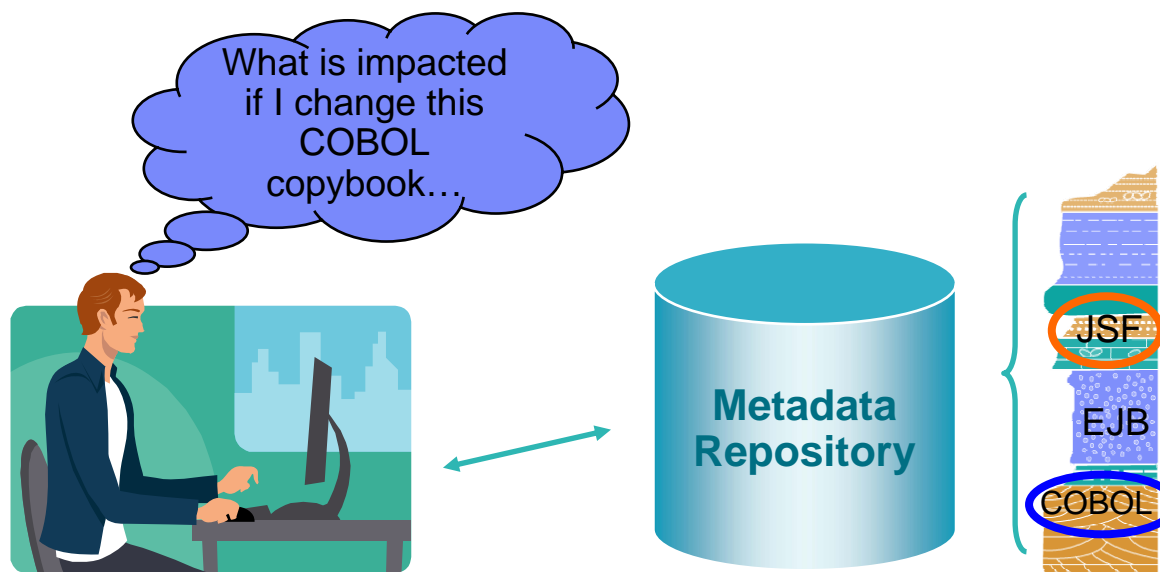 What is impacted
if I change this
COBOL
copybook…
Metadata
Repository
JSF
EJB
COBOL